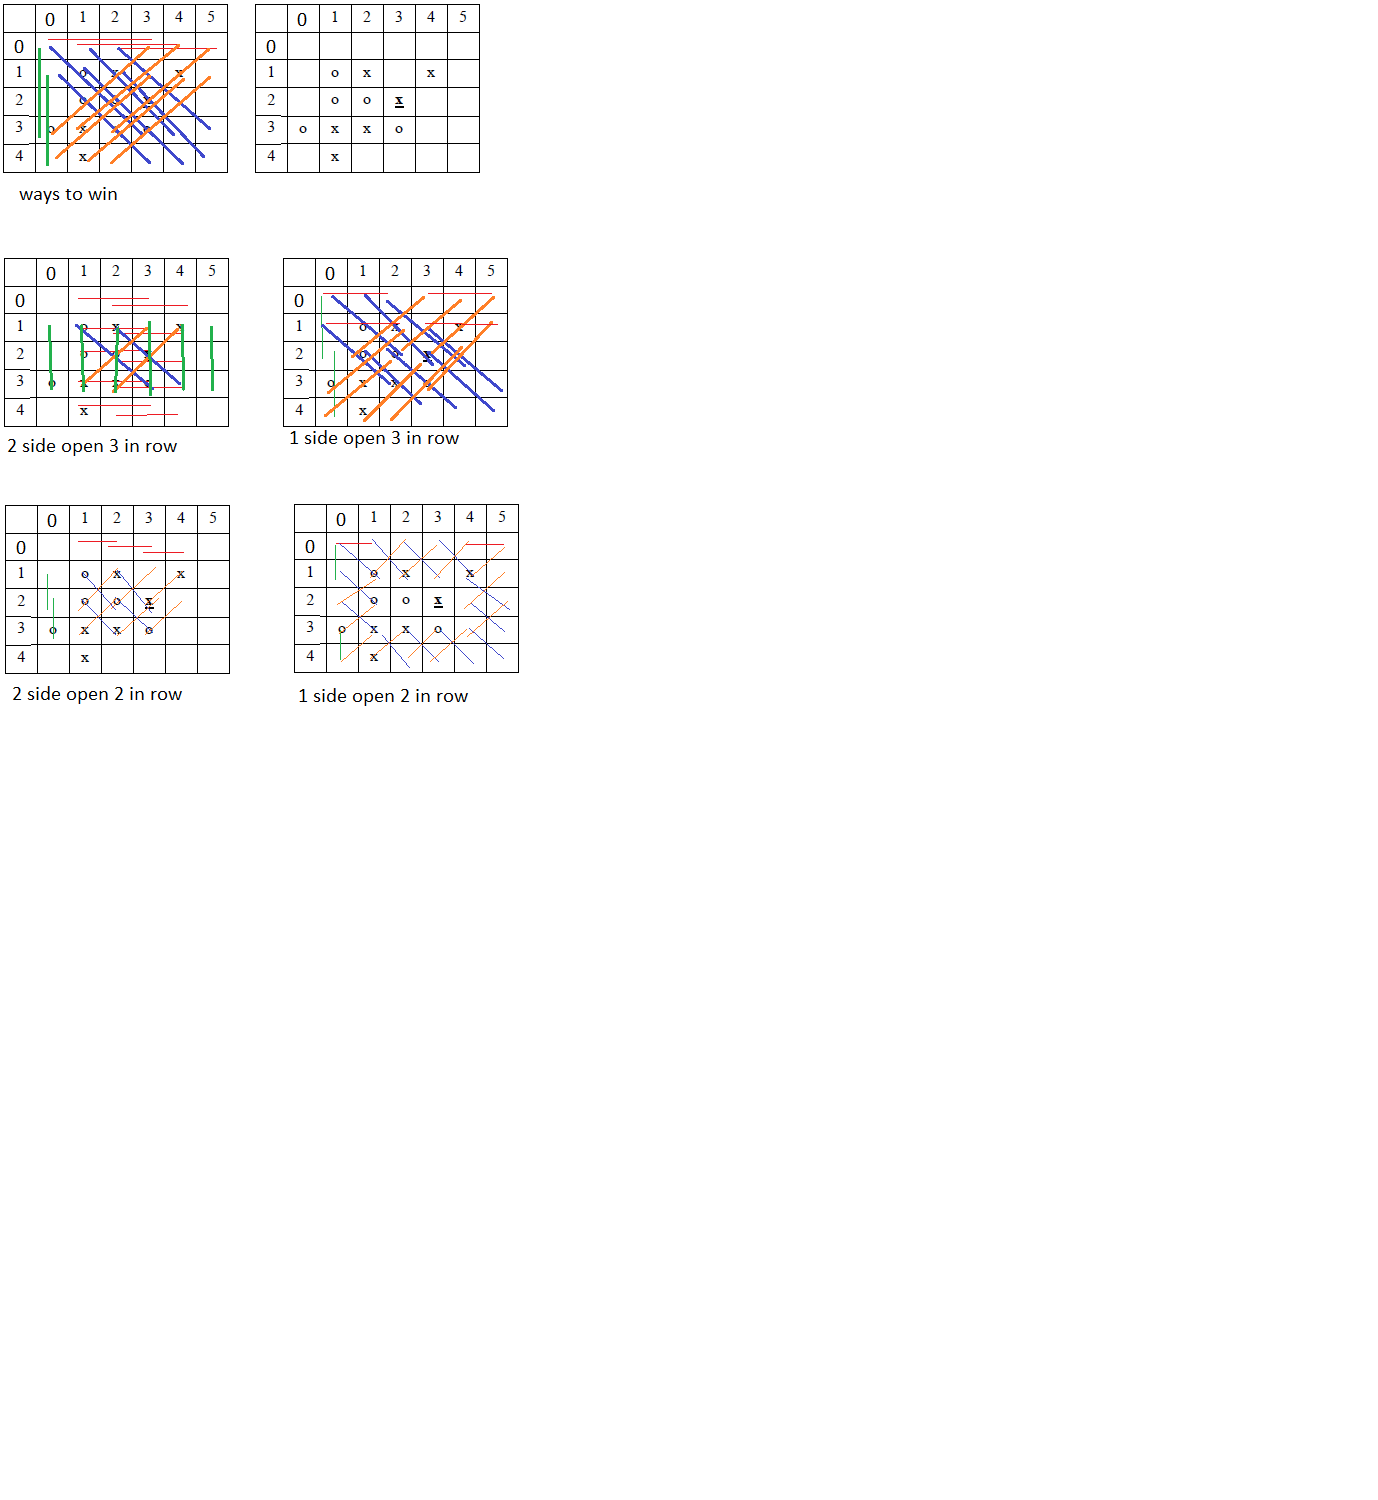 0 1 2 3 4 5 0 1 2 3 4 5
0 0
1 o x x 1 o x x
2 o o x 2 o o x
3 o x x o 3 o x x o
4 x 4 x
ways to win
0 1 2 3 4 5 0 1 2 3 4 5
0 0
1 o x x 1 o x x
2 o o x 2 o o x
3 o x x o 3 o x x o
4 x 4 x
2 side open 3 in row 1 side open 3 in row
0 1 2 3 4 5 0 1 2 3 4 5
0 0
1 o x x 1 o x x
2 o o x 2 o o x
3 o x x o 3 o x x o
4 x 4 x
2 side open 2 in row 1 side open 2 in row